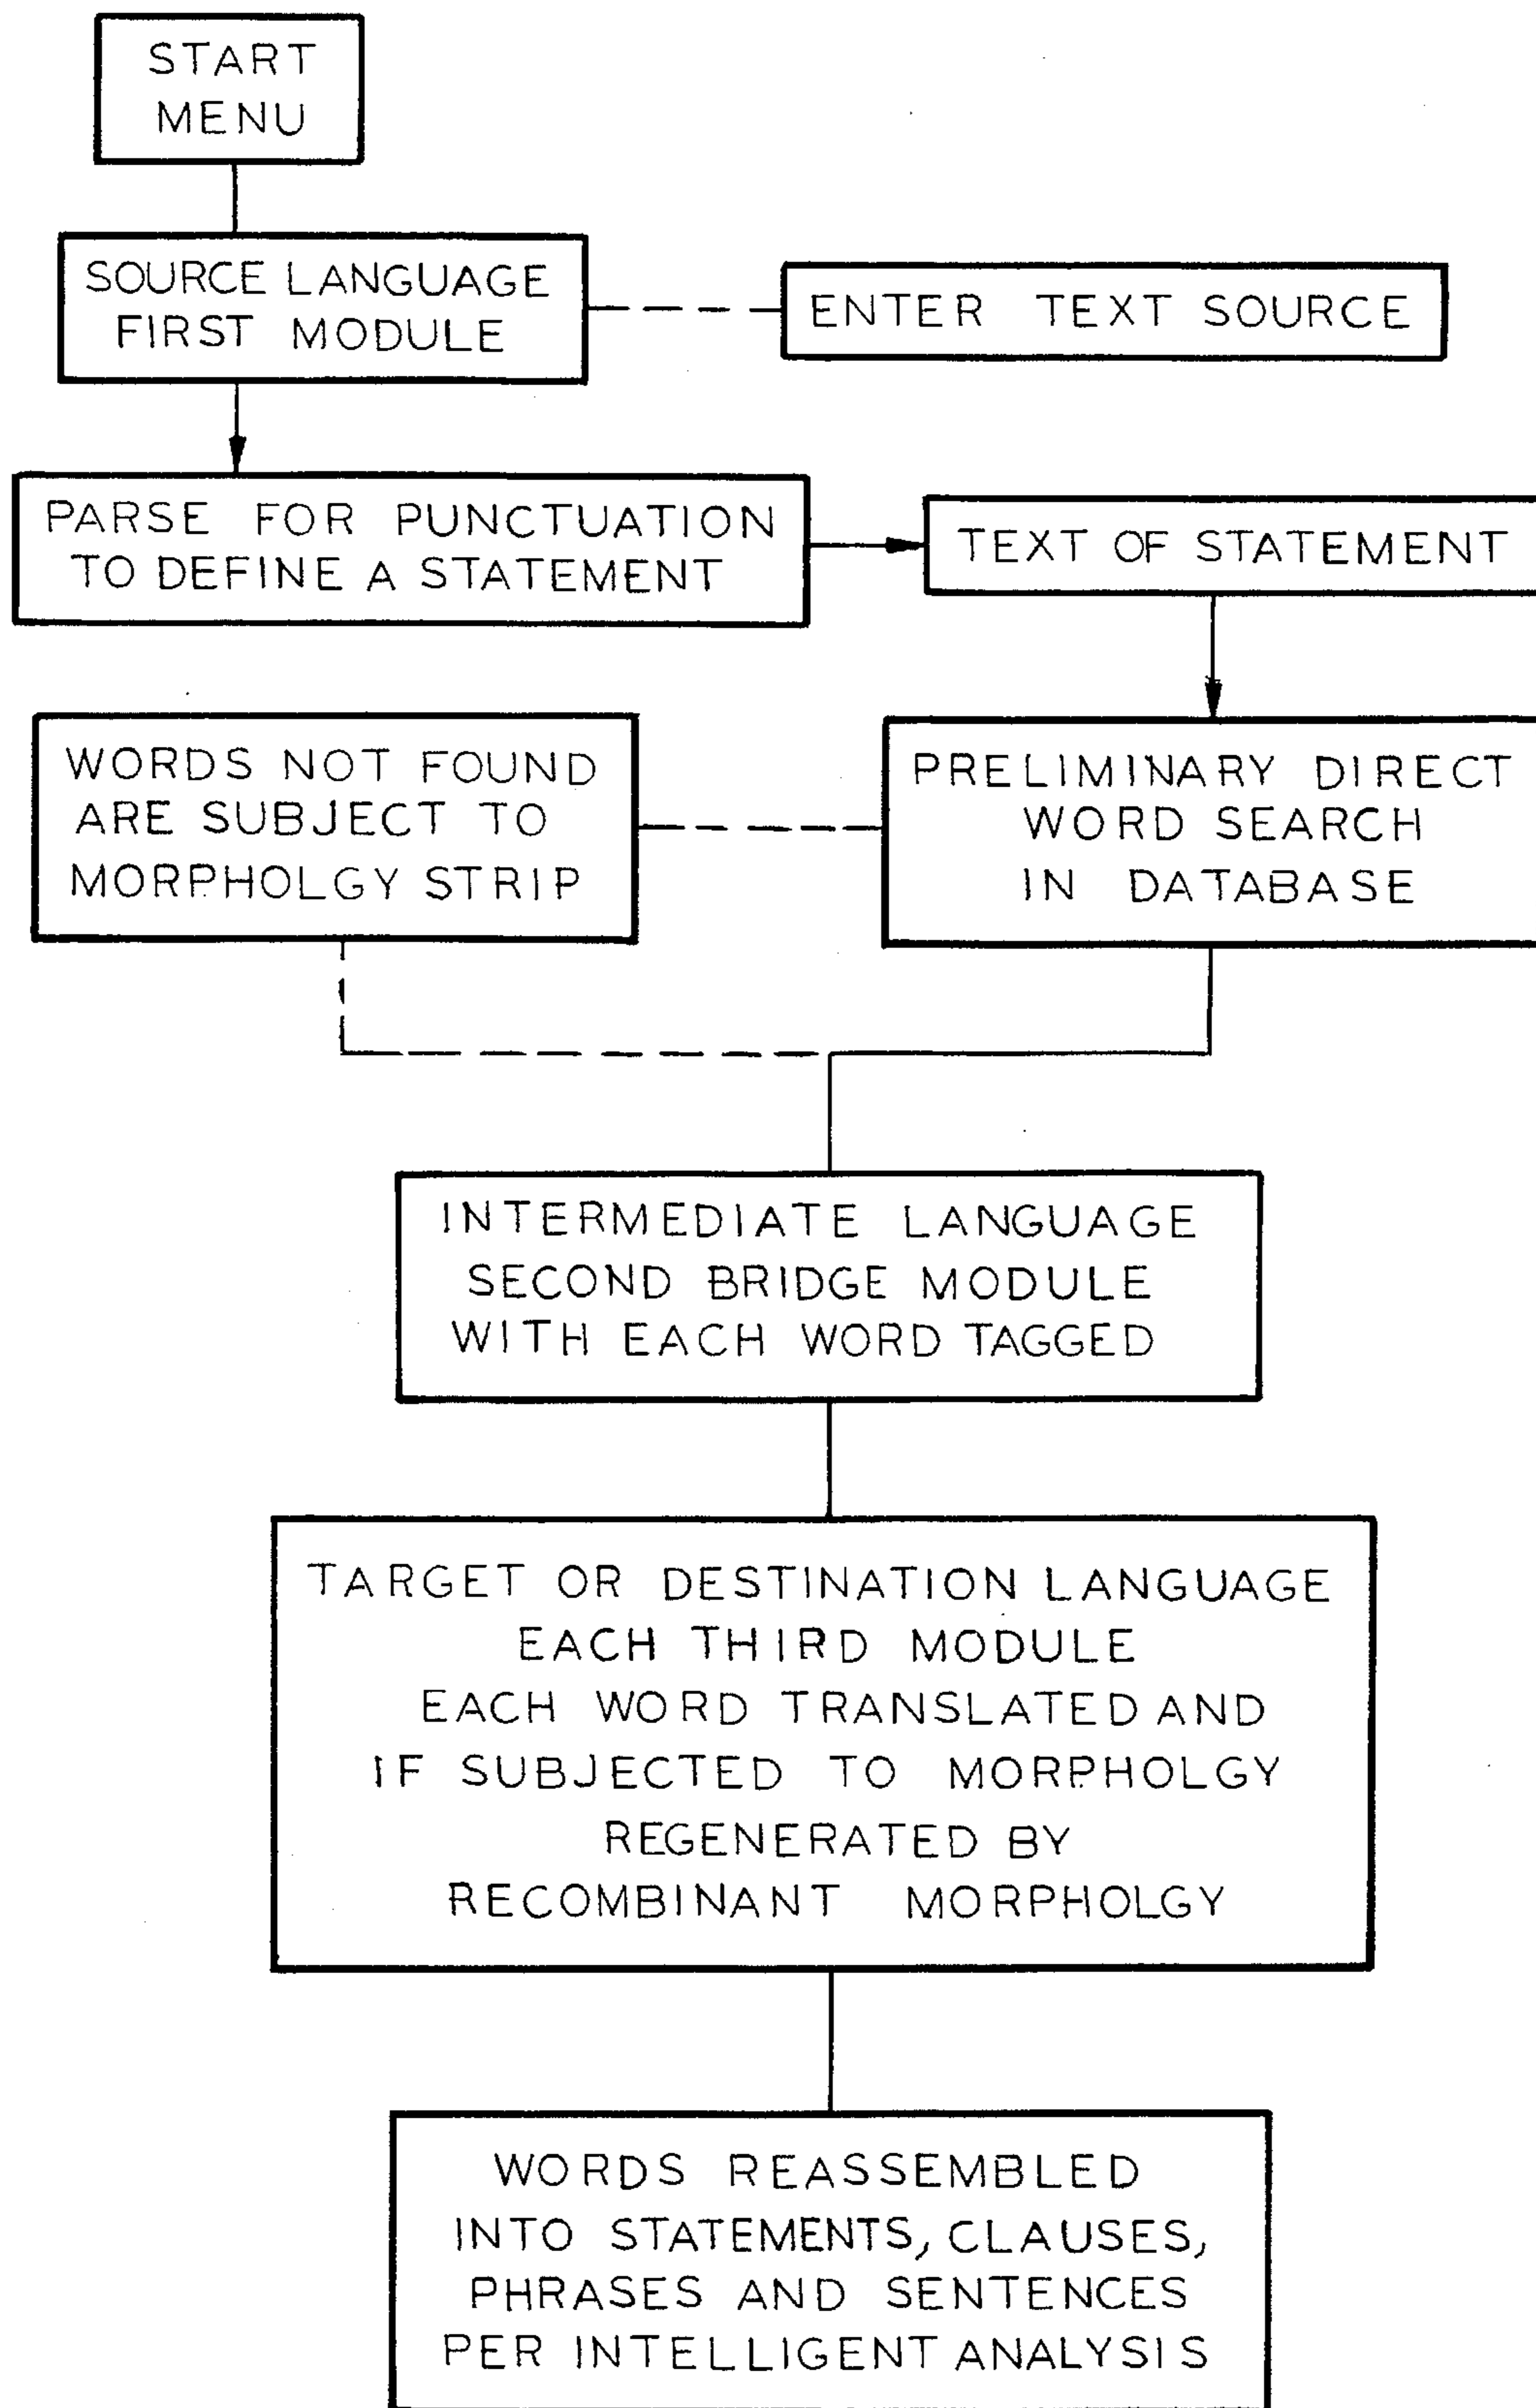 START
MENU
SOURCE LANGUAGE
FIRST MODULE
ENTER TEXT SOURCE
PARSE FOR PUNCTUATION
TO DEFINE A STATEMENT
TEXT OF STATEMENT
WORDS NOT FOUND
ARE SUBJECT TO
MORPHOLGY STRIP
PRELIMINARY DIRECT
WORD SEARCH
IN DATABASE
INTERMEDIATE LANGUAGE
SECOND BRIDGE MODULE
WITH EACH WORD TAGGED
TARGET OR DESTINATION LANGUAGE
EACH THIRD MODULE
EACH WORD TRANSLATED AND
IF SUBJECTED TO MORPHOLGY
REGENERATED BY
RECOMBINANT MORPHOLGY
WORDS REASSEMBLED
INTO STATEMENTS, CLAUSES,
PHRASES AND SENTENCES
PER INTELLIGENT ANALYSIS